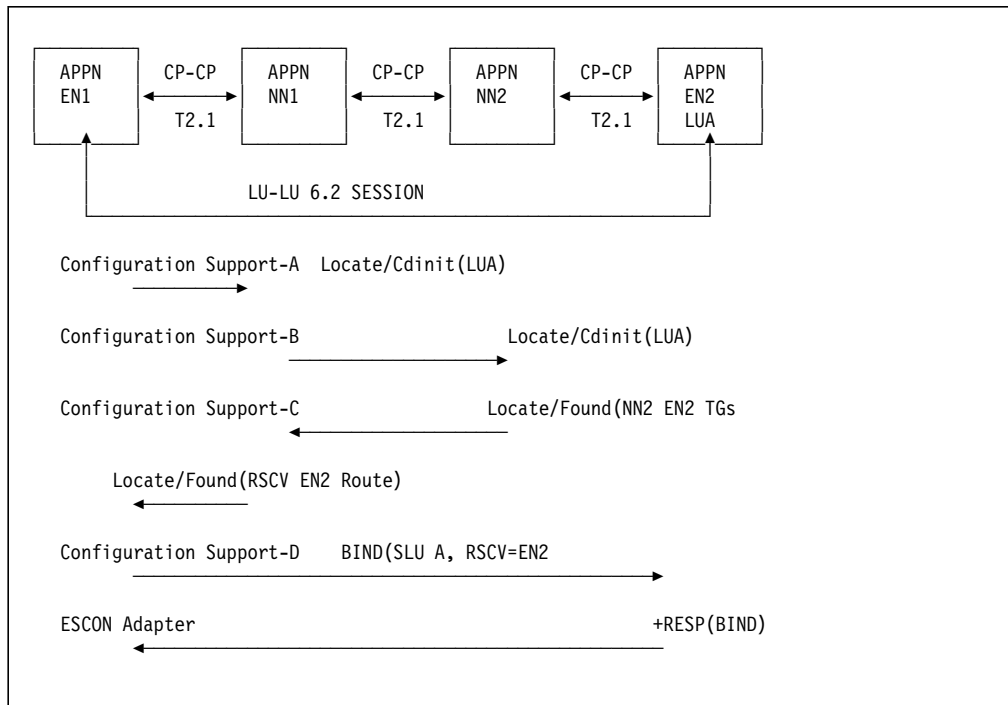 APPN CP-CP APPN CP-CP APPN CP-CP APPN
EN1 NN1 NN2 EN2
T2.1 T2.1 T2.1 LUA
LU-LU 6.2 SESSION
Configuration Support-A Locate/Cdinit(LUA)
Configuration Support-B Locate/Cdinit(LUA)
Configuration Support-C Locate/Found(NN2 EN2 TGs
Locate/Found(RSCV EN2 Route)
Configuration Support-D BIND(SLU A, RSCV=EN2
ESCON Adapter +RESP(BIND)